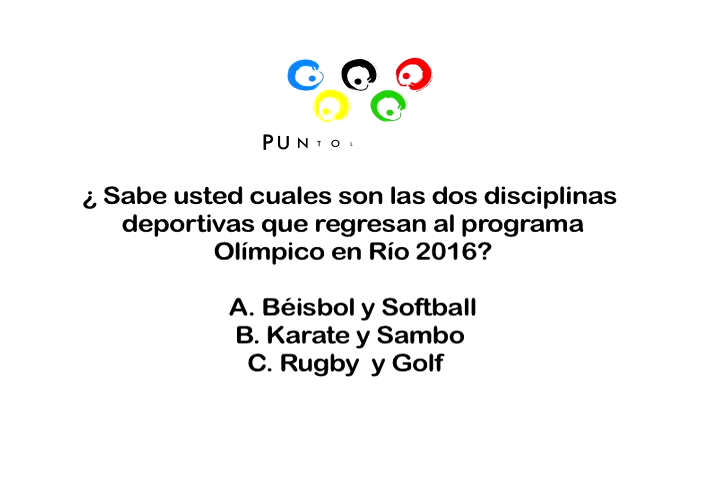 PUNTOL
¿ Sabe usted cuales son las dos disciplinas
deportivas que regresan al programa
Olímpico en Río 2016?
A. Béisbol y Softball
B. Karate y Sambo
C. Rugby y Golf